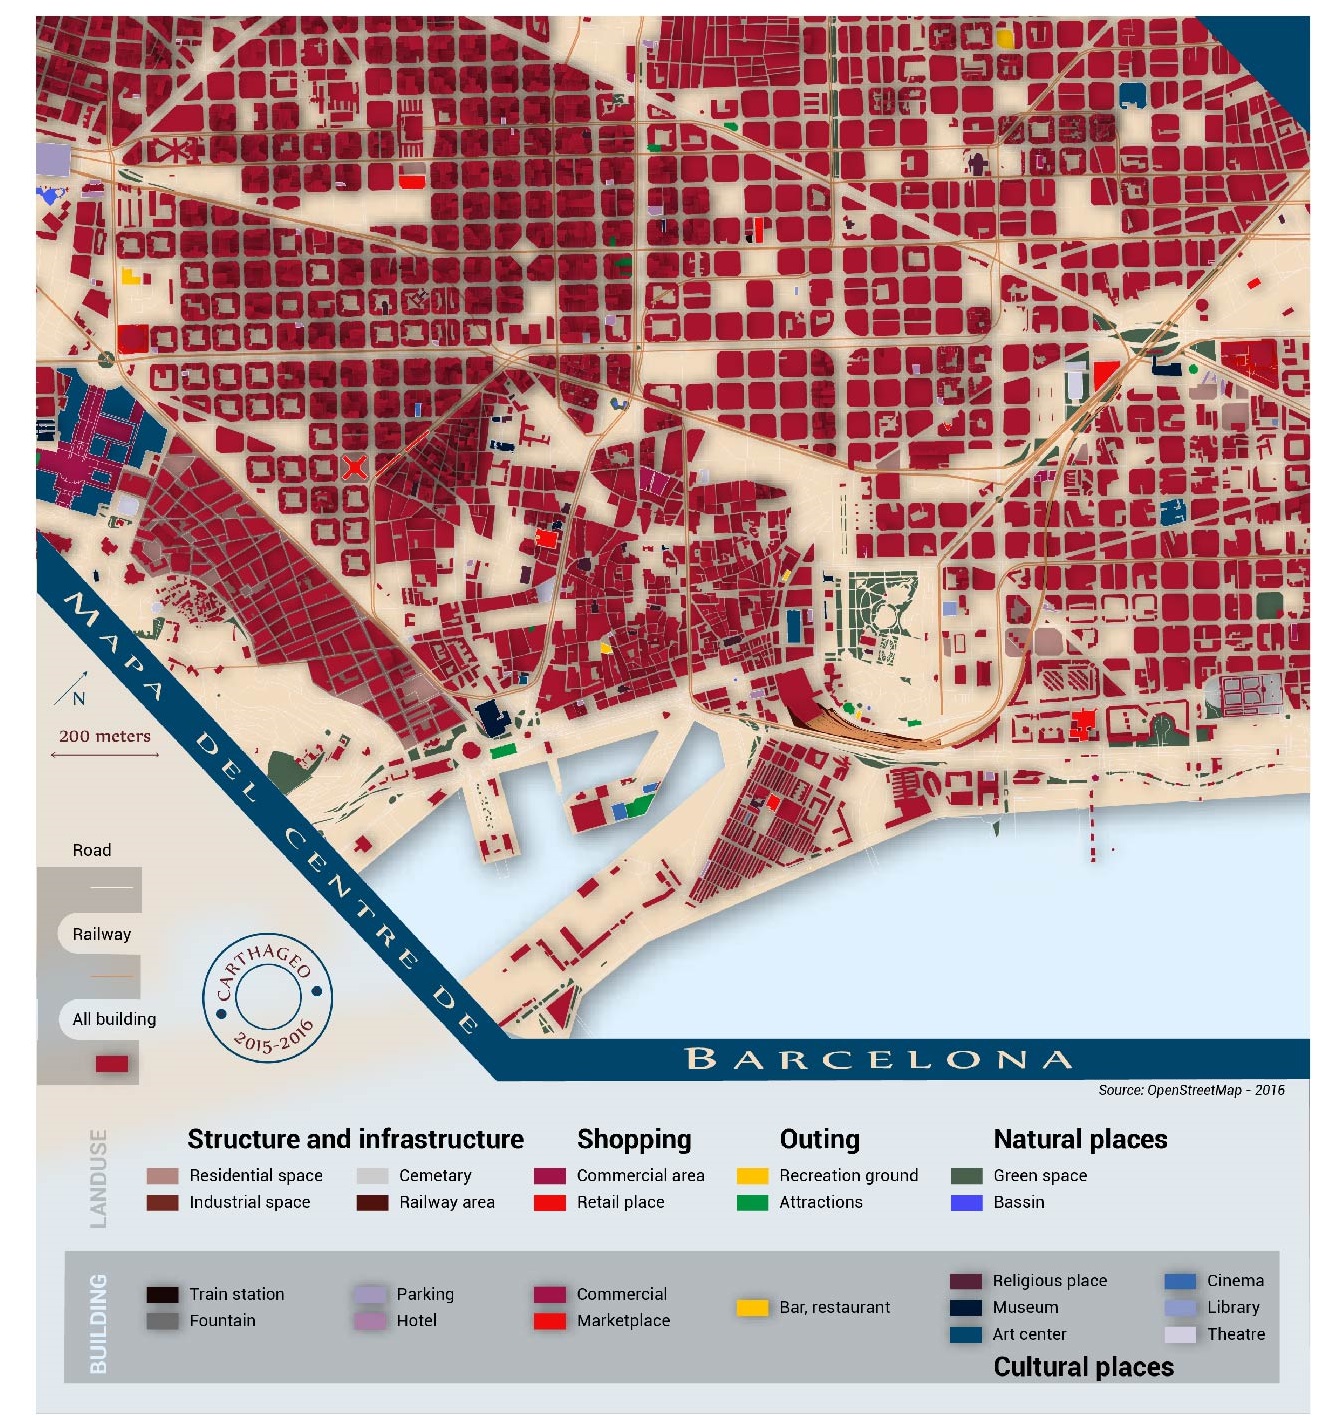 MAPA DEL CENTRE DE
BARCELONA
N
200 meters
Road
Railway
All building
CARTHAGEO
2015-2016
Source: OpenStreetMap - 2016
LANDUSE
Structure and infrastructure
Residential space
Industrial space
Cemetary
Railway area
Shopping
Commercial area
Retail place
Outing
Recreation ground
Attractions
Natural places
Green space
Bassin
BUILDING
Train station
Fountain
Parking
Hotel
Commercial
Marketplace
Bar, restaurant
Religious place
Museum
Art center
Cinema
Library
Theatre
Cultural places